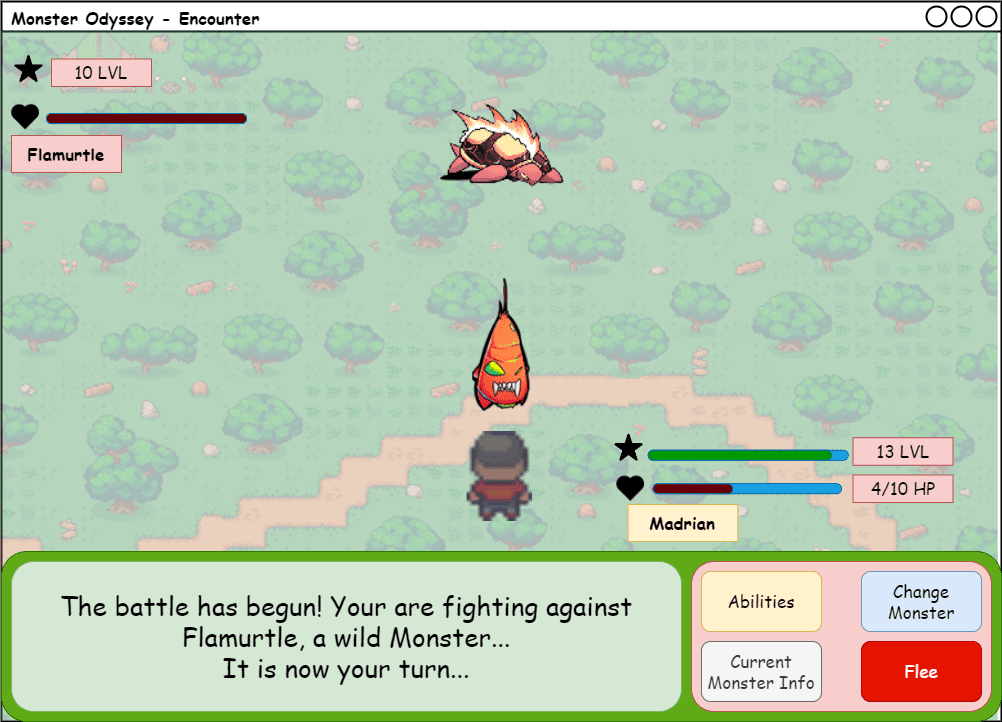 Monster Odyssey - Encounter
10 LVL
Flamurtle
13 LVL
4/10 HP
Madrian
The battle has begun! Your are fighting against
Flamurtle, a wild Monster...
It is now your turn...
Abilities
Change
Monster
Current
Monster Info
Flee